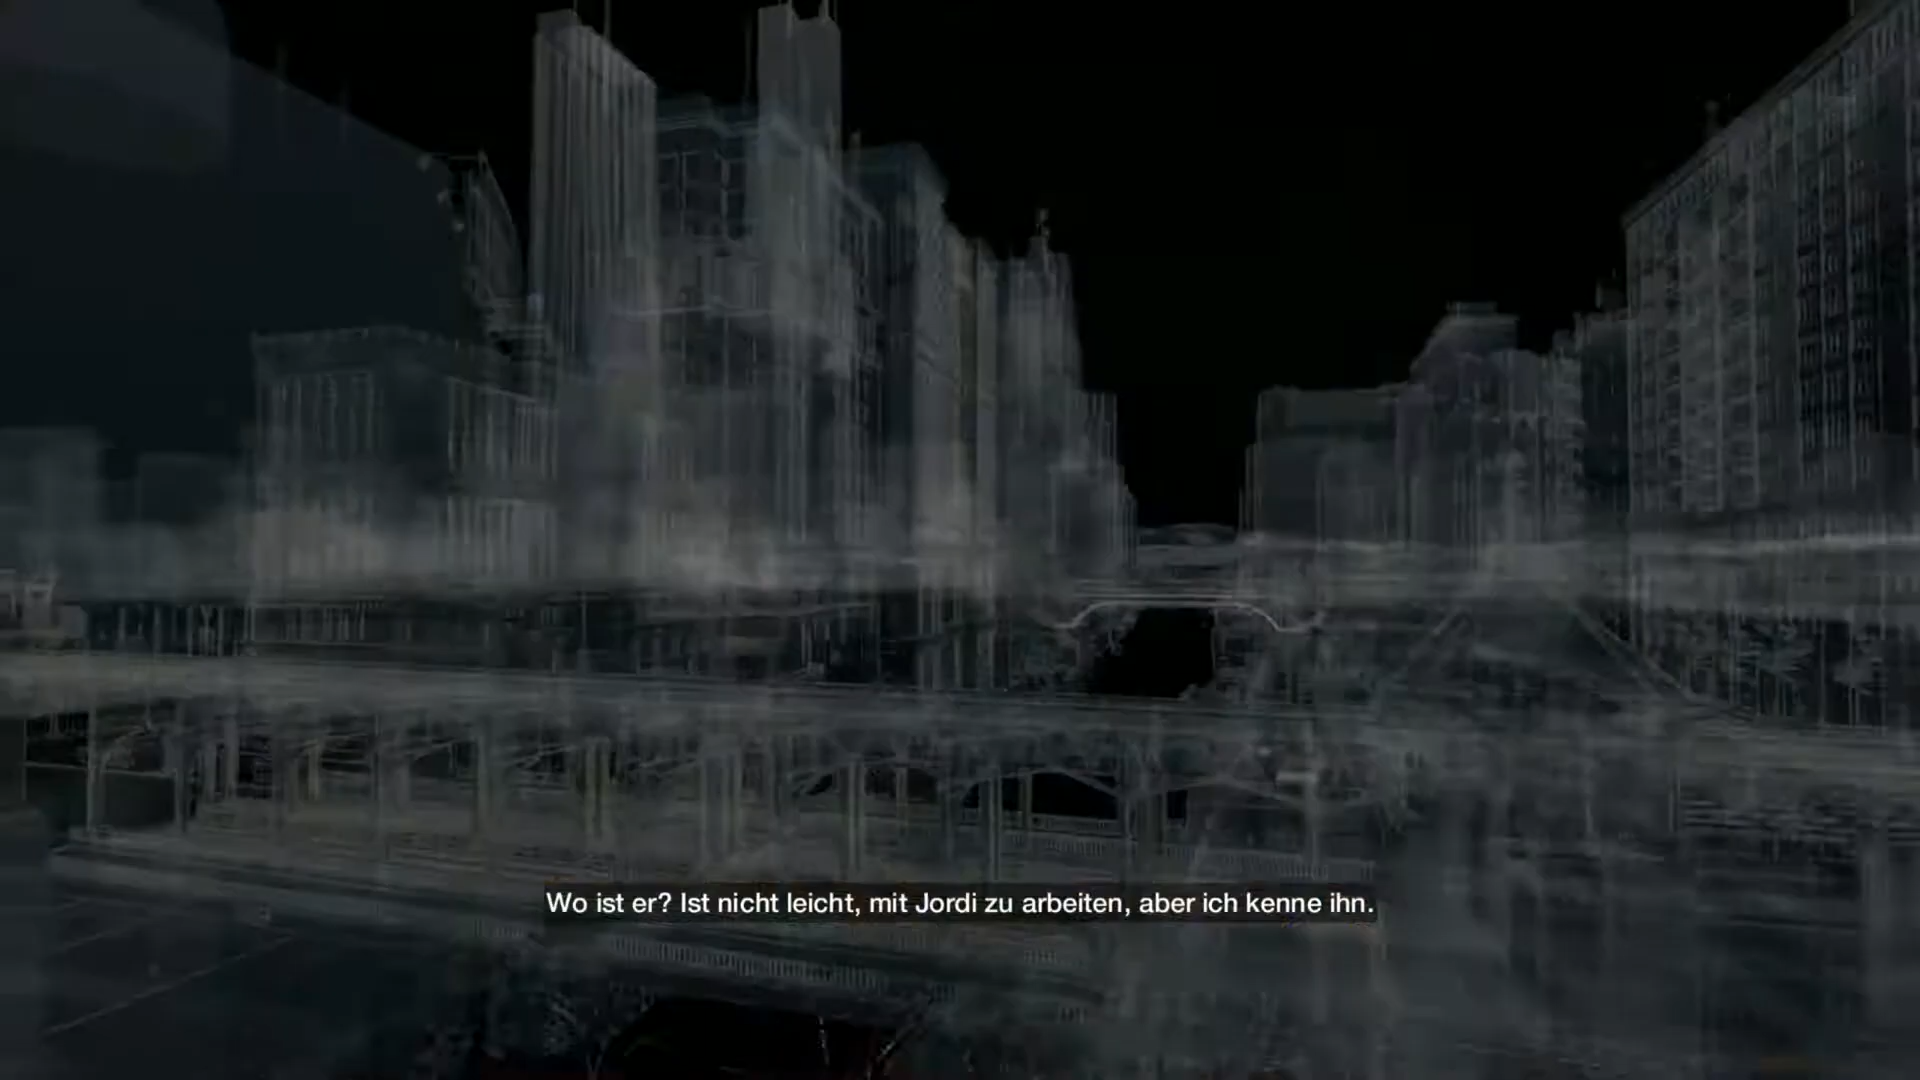 Wo ist er? Ist nicht leicht, mit Jordi zu arbeiten, aber ich kenne ihn.